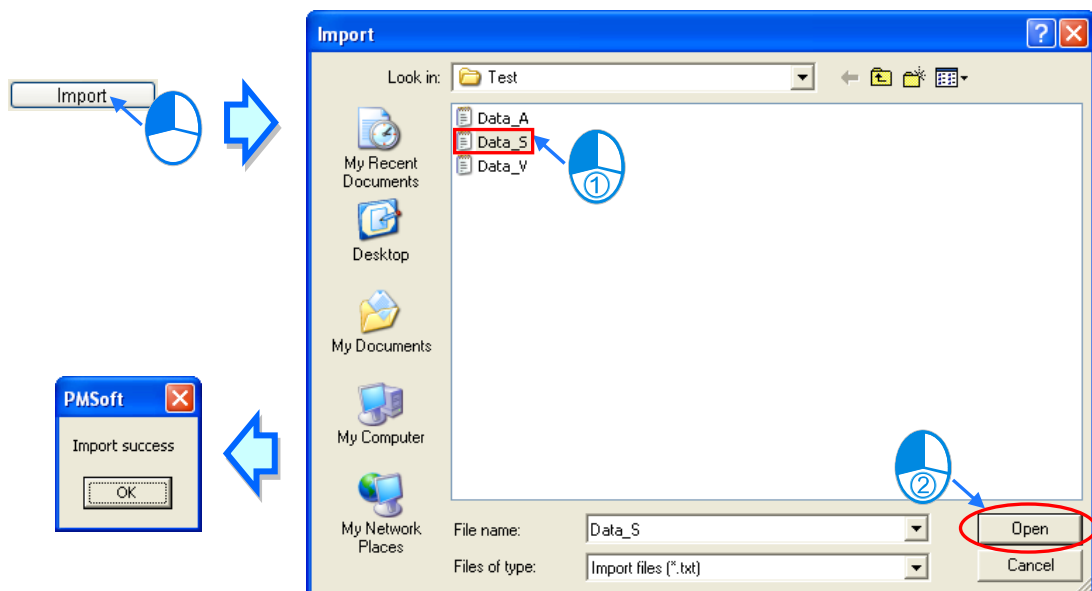 Import
Import
Look in:
Test
Data_A
Data_S
Data_V
①
My Recent
Documents
Desktop
My Documents
My Computer
My Network
Places
②
File name:
Data_S
Open
Files of type:
Import files (*.txt)
Cancel
PMSoft
Import success
OK